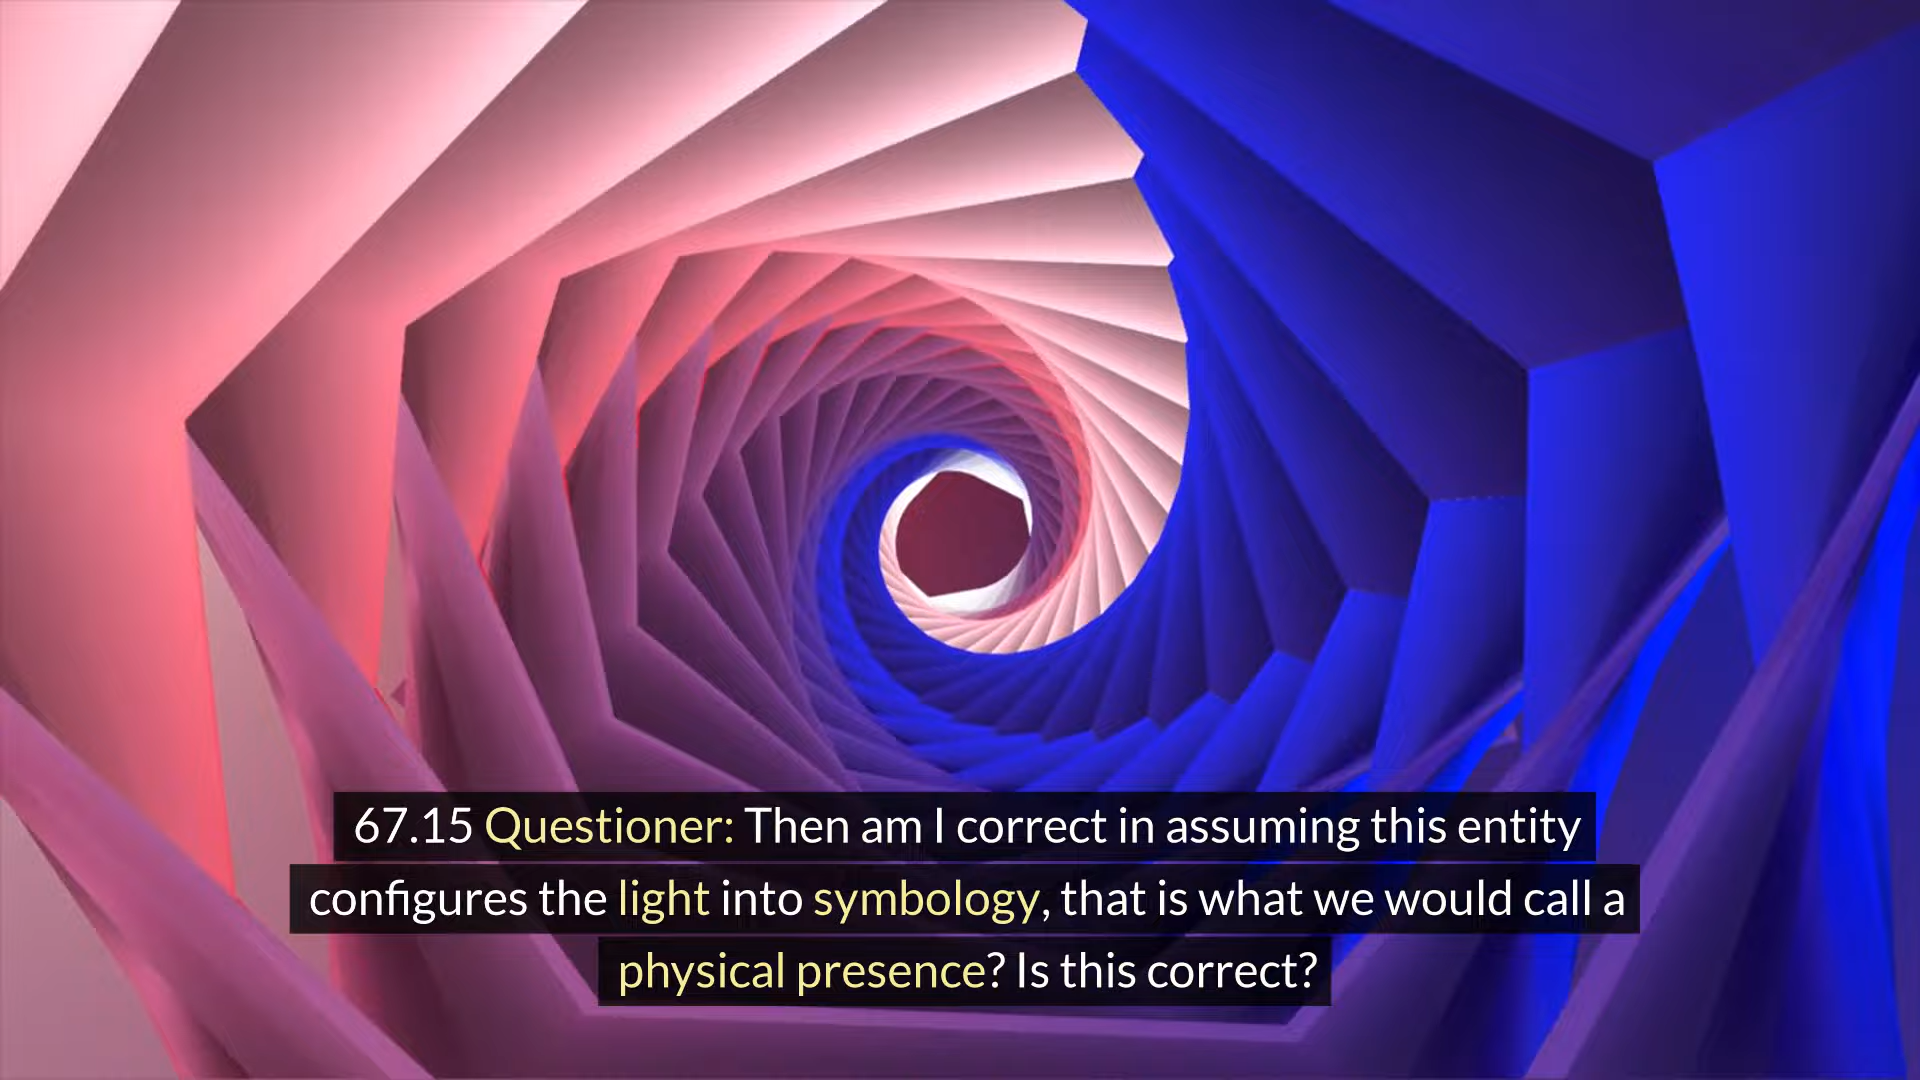 67.15 Questioner: Then am I correct in assuming this entity
configures the light into symbology, that is what we would call a
physical presence? Is this correct?